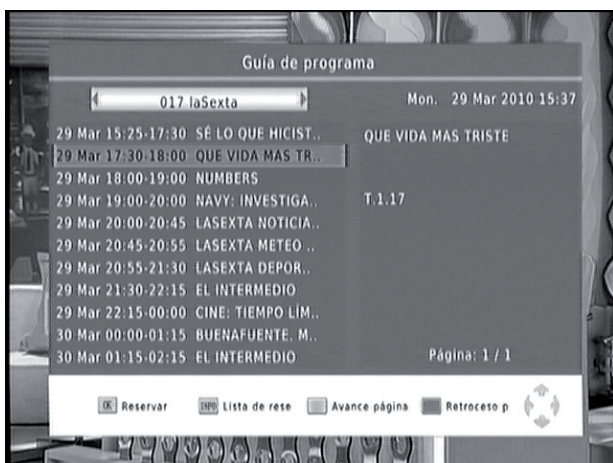 Guía de programa
017 laSexta
Mon. 29 Mar 2010 15:37
29 Mar 15:25-17:30 SÉ LO QUE HICIST..
29 Mar 17:30-18:00 QUE VIDA MAS TR..
29 Mar 18:00-19:00 NUMBERS
29 Mar 19:00-20:00 NAVY: INVESTIGA..
29 Mar 20:00-20:45 LASEXTA NOTICIA..
29 Mar 20:45-20:55 LASEXTA METEO ..
29 Mar 20:55-21:30 LASEXTA DEPOR..
29 Mar 21:30-22:15 EL INTERMEDIO
29 Mar 22:15-00:00 CINE: TIEMPO LÍM..
30 Mar 00:00-01:15 BUENAFUENTE. M..
30 Mar 01:15-02:15 EL INTERMEDIO
QUE VIDA MAS TRISTE
T.1.17
Página: 1 / 1
OK Reservar
INFO Lista de rese
Avance página
Retroceso p